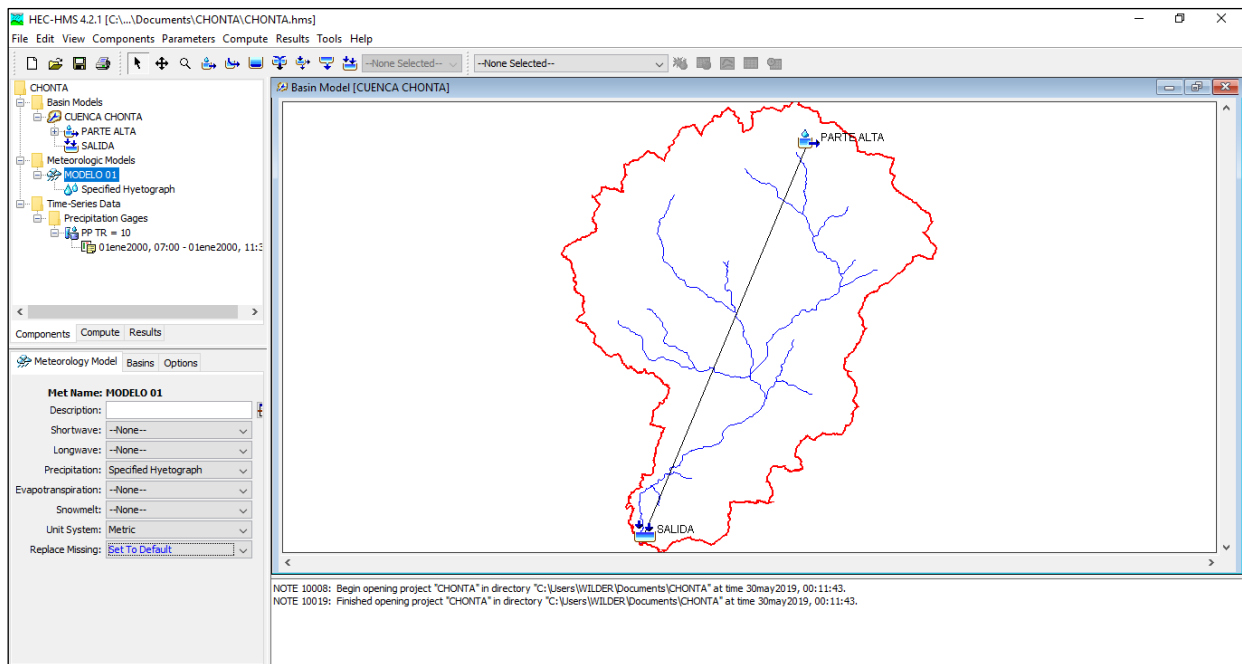 HEC-HMS 4.2.1 [C:\...\Documents\CHONTA\CHONTA.hms]
File Edit View Components Parameters Compute Results Tools Help
--None Selected-- --None Selected--
CHONTA
Basin Models
CUENCA CHONTA
PARTE ALTA
SALIDA
Meteorologic Models
MODELO 01
Specified Hyetograph
Time-Series Data
Precipitation Gages
PP TR = 10
01ene2000, 07:00 - 01ene2000, 11:3
Components Compute Results
Meteorology Model Basins Options
Met Name: MODELO 01
Description:
Shortwave: --None--
Longwave: --None--
Precipitation: Specified Hyetograph
Evapotranspiration: --None--
Snowmelt: --None--
Unit System: Metric
Replace Missing: Set To Default
Basin Model [CUENCA CHONTA]
PARTE ALTA
SALIDA
NOTE 10008: Begin opening project "CHONTA" in directory "C:\Users\WILDER\Documents\CHONTA" at time 30may2019, 00:11:43.
NOTE 10019: Finished opening project "CHONTA" in directory "C:\Users\WILDER\Documents\CHONTA" at time 30may2019, 00:11:43.